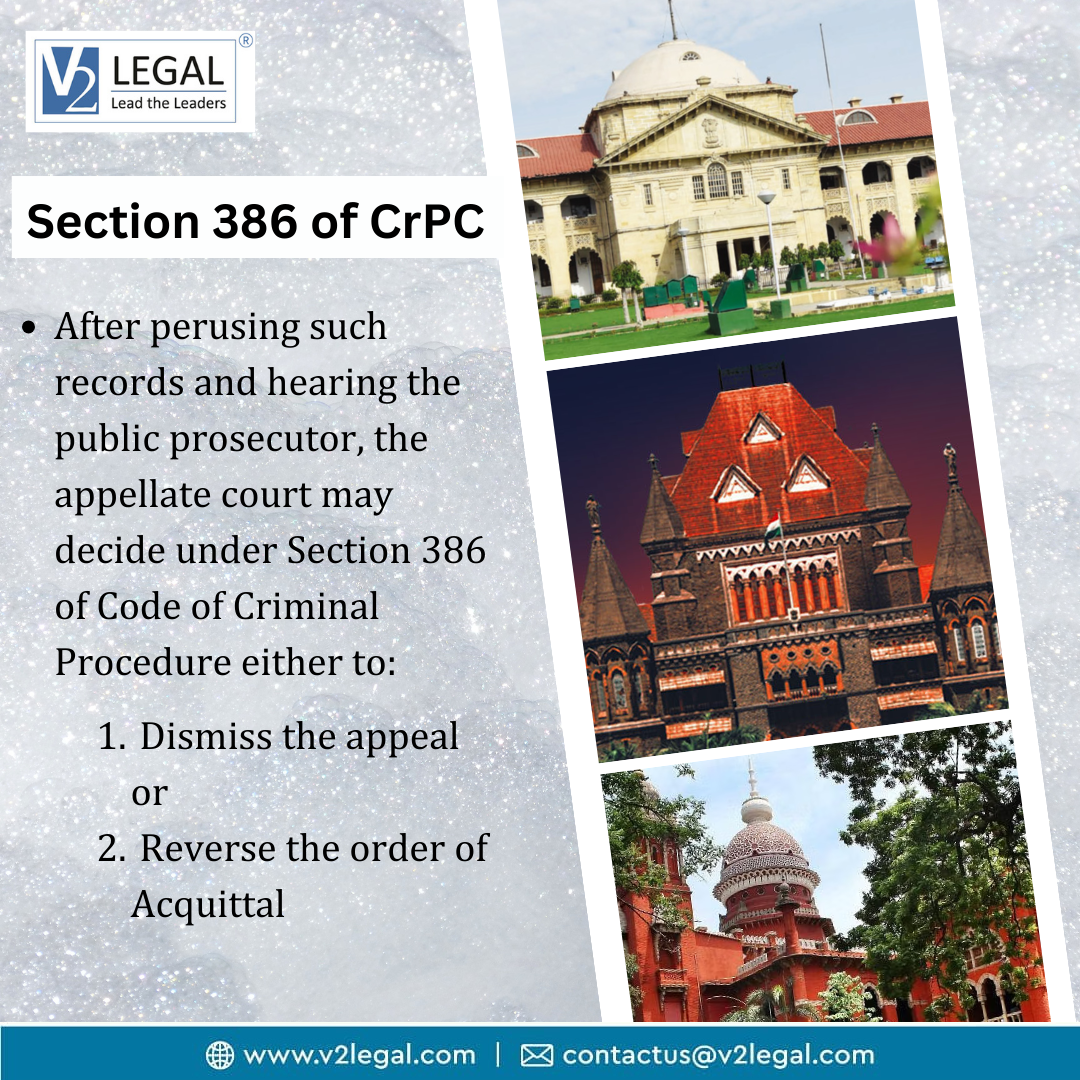 V2 LEGAL ®
Lead the Leaders
Section 386 of CrPC
• After perusing such
records and hearing the
public prosecutor, the
appellate court may
decide under Section 386
of Code of Criminal
Procedure either to:
1. Dismiss the appeal
or
2. Reverse the order of
Acquittal
www.v2legal.com | contactus@v2legal.com